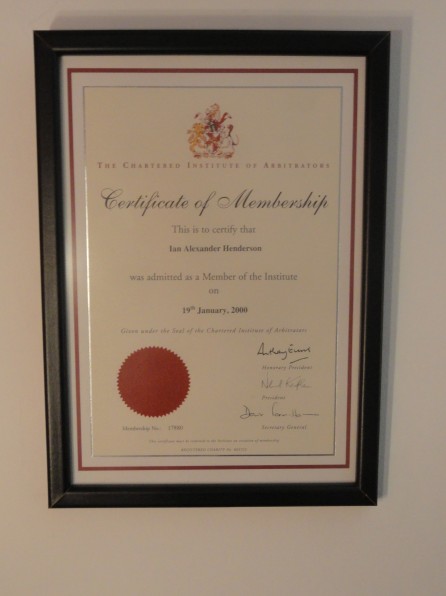 THE CHARTERED INSTITUTE OF ARBITRATORS
Certificate of Membership
This is to certify that
Ian Alexander Henderson
was admitted as a Member of the Institute
on
19th January, 2000
Given under the Seal of the Chartered Institute of Arbitrators
Honorary President
President
Secretary General
Membership No: